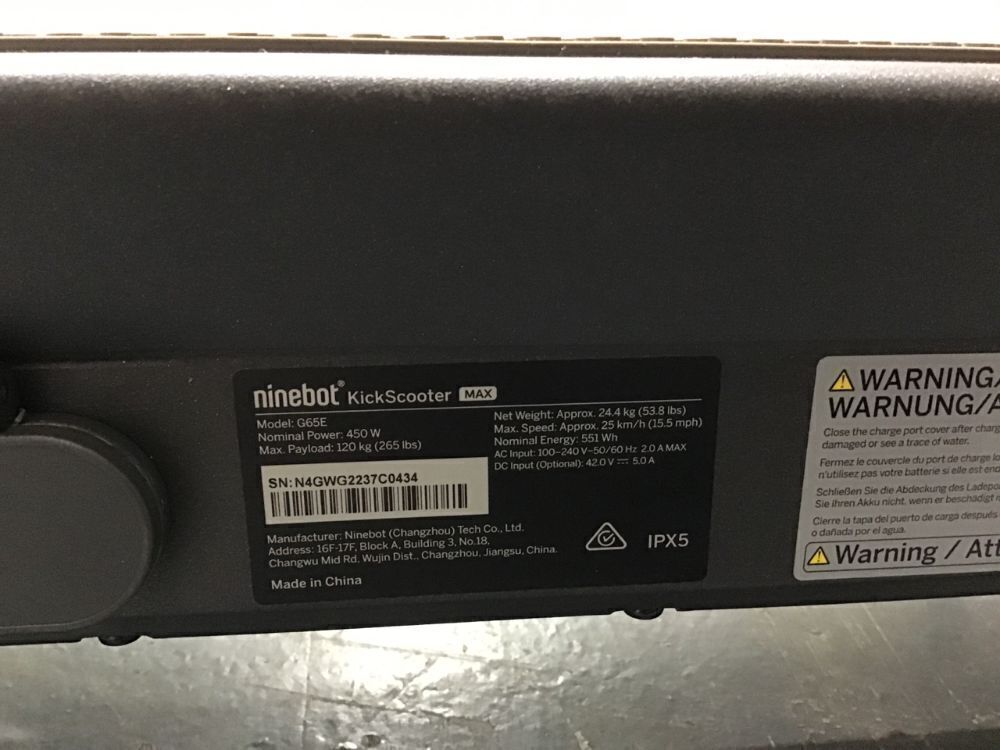 ninebot® KickScooter MAX
Model: G65E
Nominal Power: 450 W
Max. Payload: 120 kg (265 lbs)
Net Weight: Approx. 24.4 kg (53.8 lbs)
Max. Speed: Approx. 25 km/h (15.5 mph)
Nominal Energy: 551 Wh
AC Input: 100-240 V~50/60 Hz 2.0 A MAX
DC Input (Optional): 42.0 V ⎓ 5.0 A
SN: N4GWG2237C0434
Manufacturer: Ninebot (Changzhou) Tech Co., Ltd.
Address: 16F-17F, Block A, Building 3, No.18,
Changwu Mid Rd, Wujin Dist., Changzhou, Jiangsu, China.
Made in China
IPX5
WARNING/
WARNUNG/A
Close the charge port cover after charg
damaged or see a trace of water.
Fermez le couvercle du port de charge lo
n'utilisez pas votre batterie si elle est end
Schließen Sie die Abdeckung des Ladepo
Sie Ihren Akku nicht, wenn er beschädigt
Cierre la tapa del puerto de carga después
o dañada por el agua.
Warning / Att